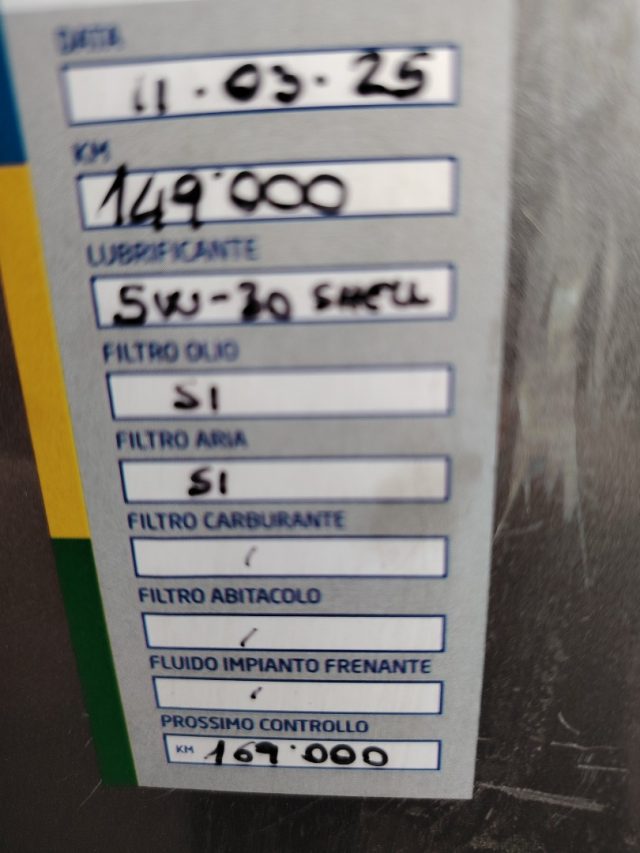 DATA
11.03.25
KM
149'000
LUBRIFICANTE
5W-30 SHELL
FILTRO OLIO
SI
FILTRO ARIA
SI
FILTRO CARBURANTE
/
FILTRO ABITACOLO
/
FLUIDO IMPIANTO FRENANTE
/
PROSSIMO CONTROLLO
KM 169'000